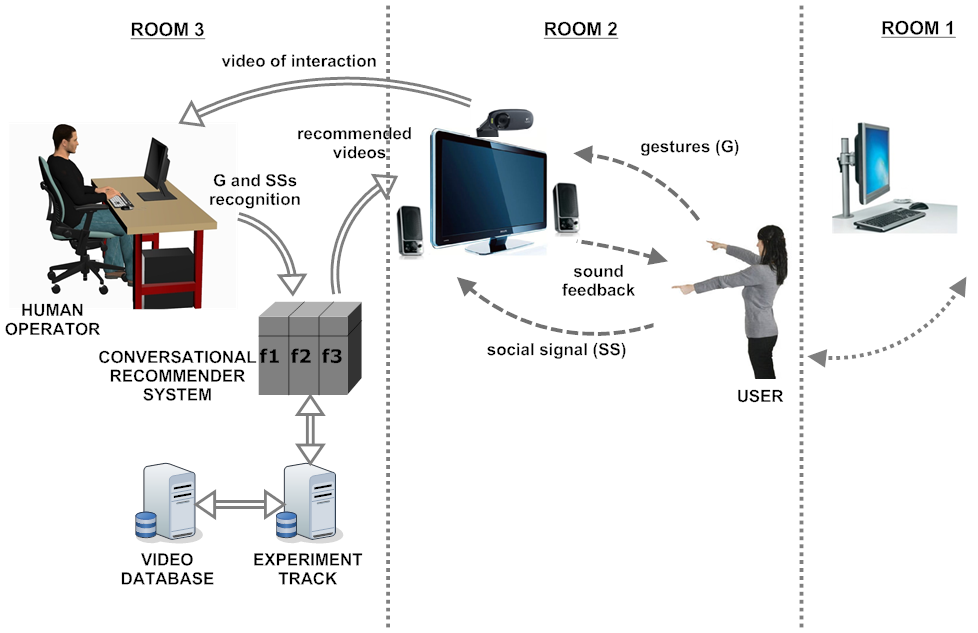 ROOM 3
ROOM 2
ROOM 1
video of interaction
recommended
videos
gestures (G)
G and SSs
recognition
sound
feedback
HUMAN
OPERATOR
social signal (SS)
CONVERSATIONAL
RECOMMENDER
SYSTEM
f1 f2 f3
USER
VIDEO
DATABASE
EXPERIMENT
TRACK